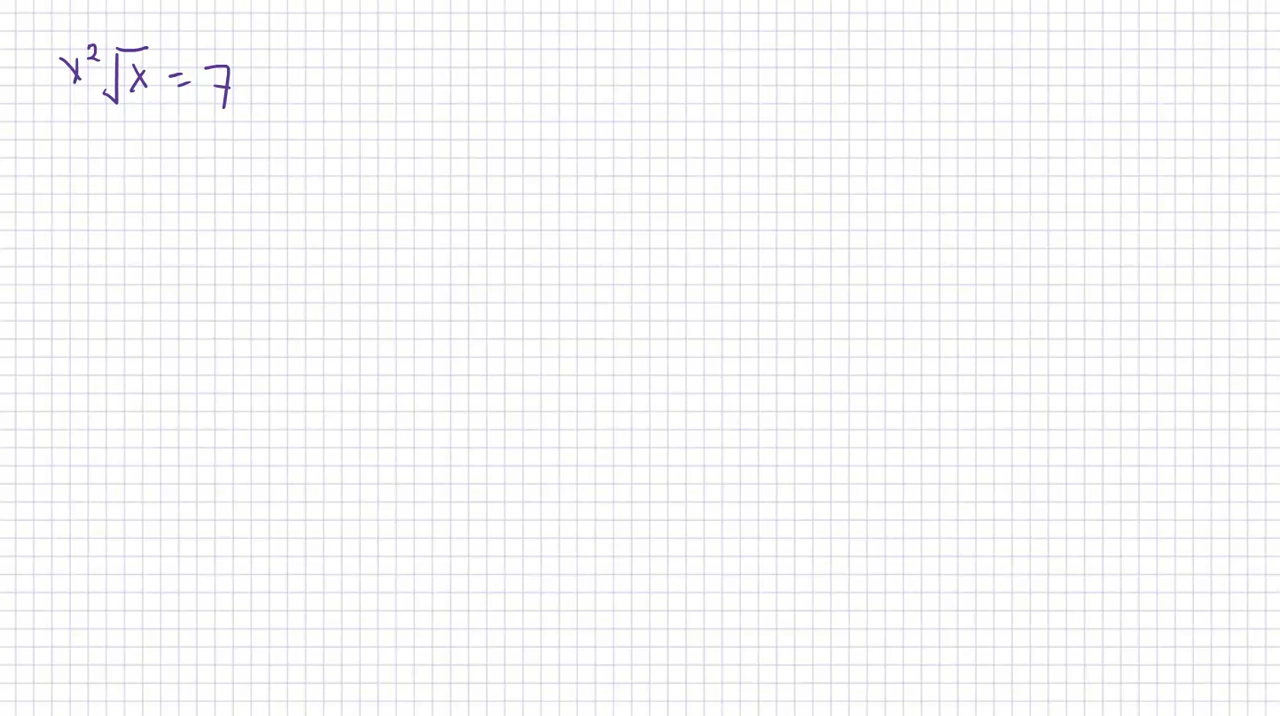 x²√x = 7